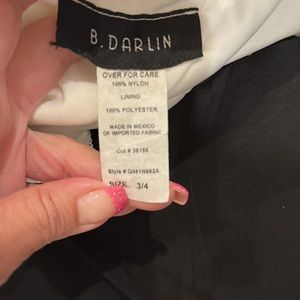 B. DARLIN
OVER FOR CARE
100% NYLON
LINING
100% POLYESTER
MADE IN MEXICO
OF IMPORTED FABRIC
Cut # 38188
Style # Q451N682A
SIZE 3/4